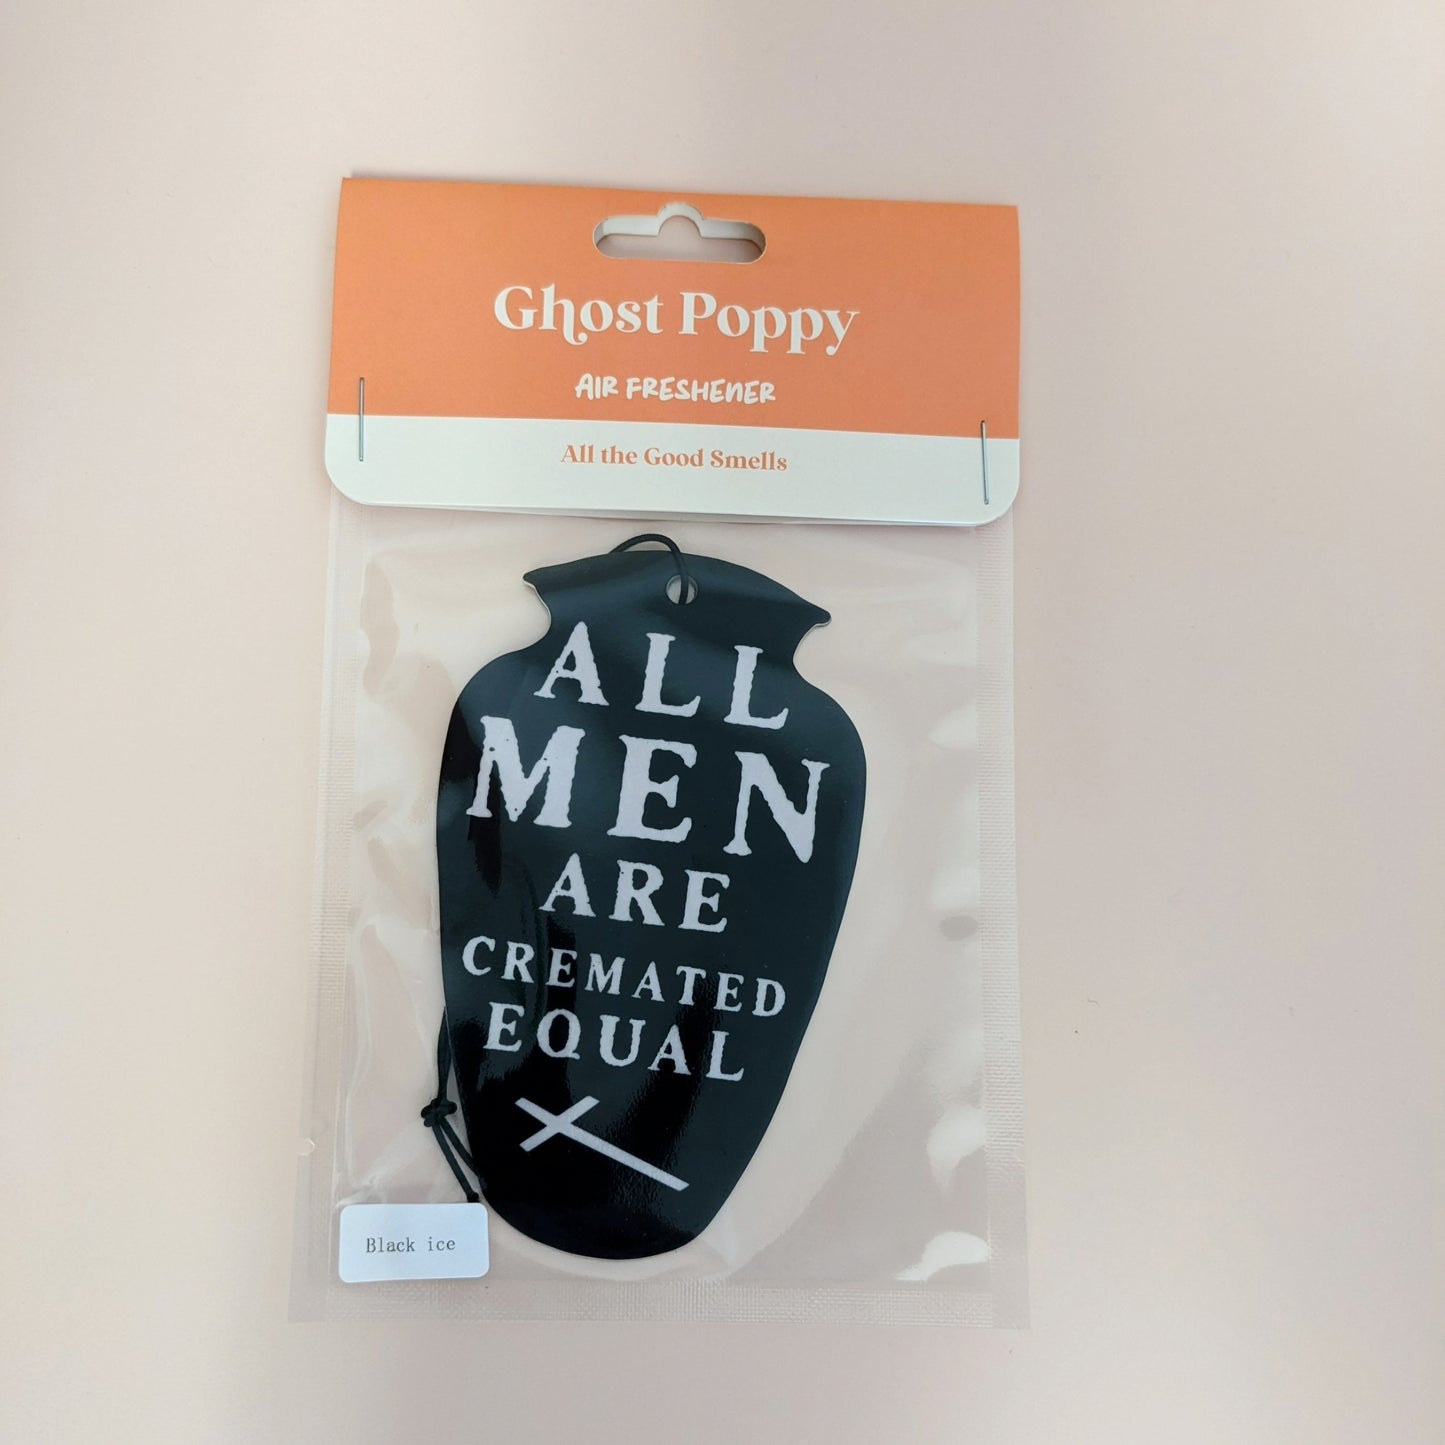 Ghost Poppy
AIR FRESHENER
All the Good Smells
ALL
MEN
ARE
CREMATED
EQUAL
Black ice